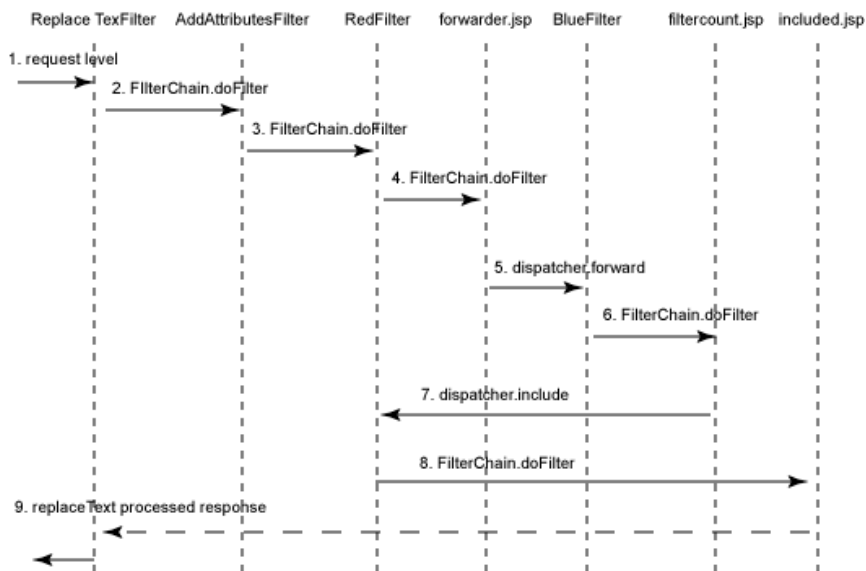 Replace TexFilter AddAttributesFilter RedFilter forwarder.jsp BlueFilter filtercount.jsp included.jsp
1. request level
2. FIlterChain.doFilter
3. FilterChain.doFilter
4. FilterChain.doFilter
5. dispatcher.forward
6. FilterChain.doFilter
7. dispatcher.include
8. FilterChain.doFilter
9. replaceText processed response